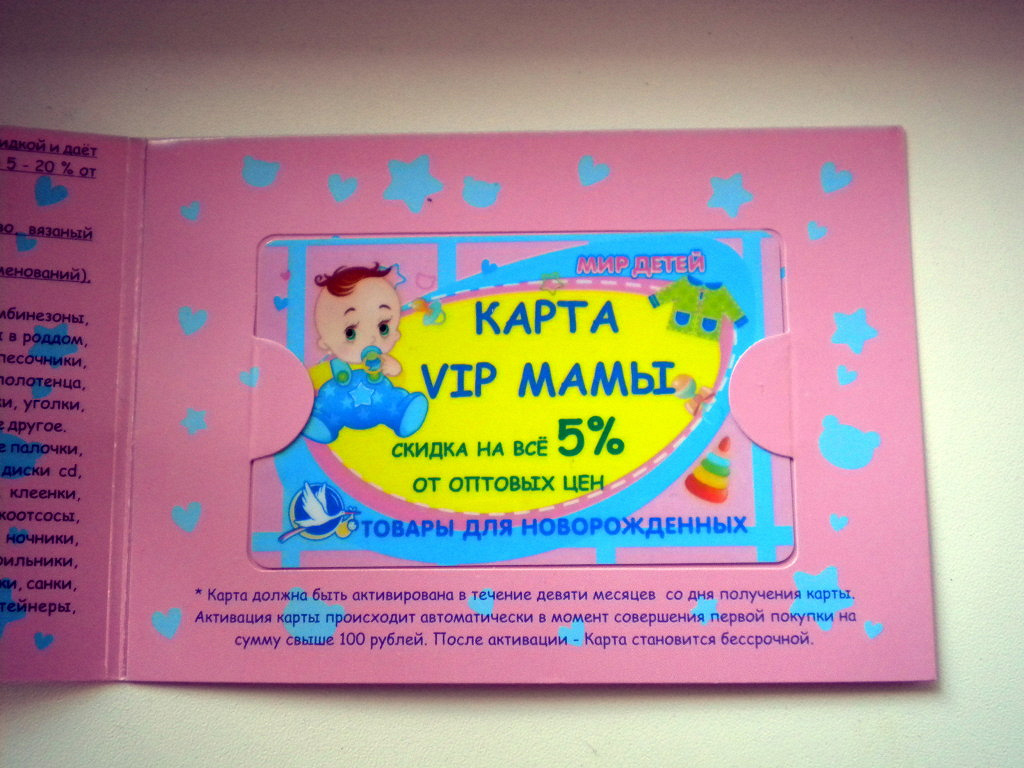 идкой и даёт
5 - 20 % от
вязаный
менований),
мбинезоны,
в роддом,
песочники,
полотенца,
ки, уголки,
е другое.
е палочки,
диски cd,
клеенки,
коотсосы,
ночники,
рильники,
ки, санки,
тейнеры,
МИР ДЕТЕЙ
КАРТА
VIP МАМЫ
СКИДКА НА ВСЁ 5%
ОТ ОПТОВЫХ ЦЕН
ТОВАРЫ ДЛЯ НОВОРОЖДЕННЫХ
* Карта должна быть активирована в течение девяти месяцев со дня получения карты.
Активация карты происходит автоматически в момент совершения первой покупки на
сумму свыше 100 рублей. После активации - Карта становится бессрочной.